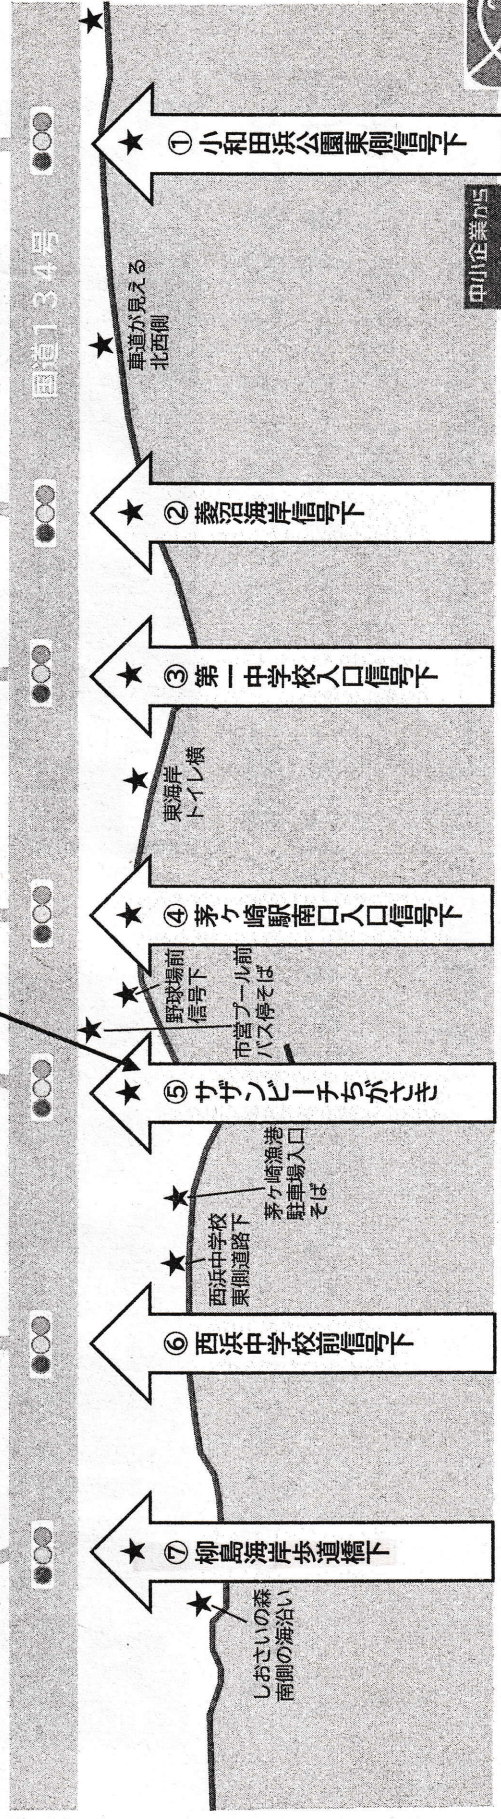 国道134号
① 小和田浜公園東側信号下
車道が見える
北西側
② 菱沼海岸信号下
③ 第一中学校入口信号下
東海岸
トイレ横
④ 茅ヶ崎駅南口入口信号下
野球場前
信号下
市営プール前
バス停そば
⑤ サザンビーチちがさき
茅ヶ崎漁港
駐車場入口
そば
西浜中学校
東側道路下
⑥ 西浜中学校前信号下
⑦ 柳島海岸歩道橋下
しおさいの森
南側の海沿い
中小企業から